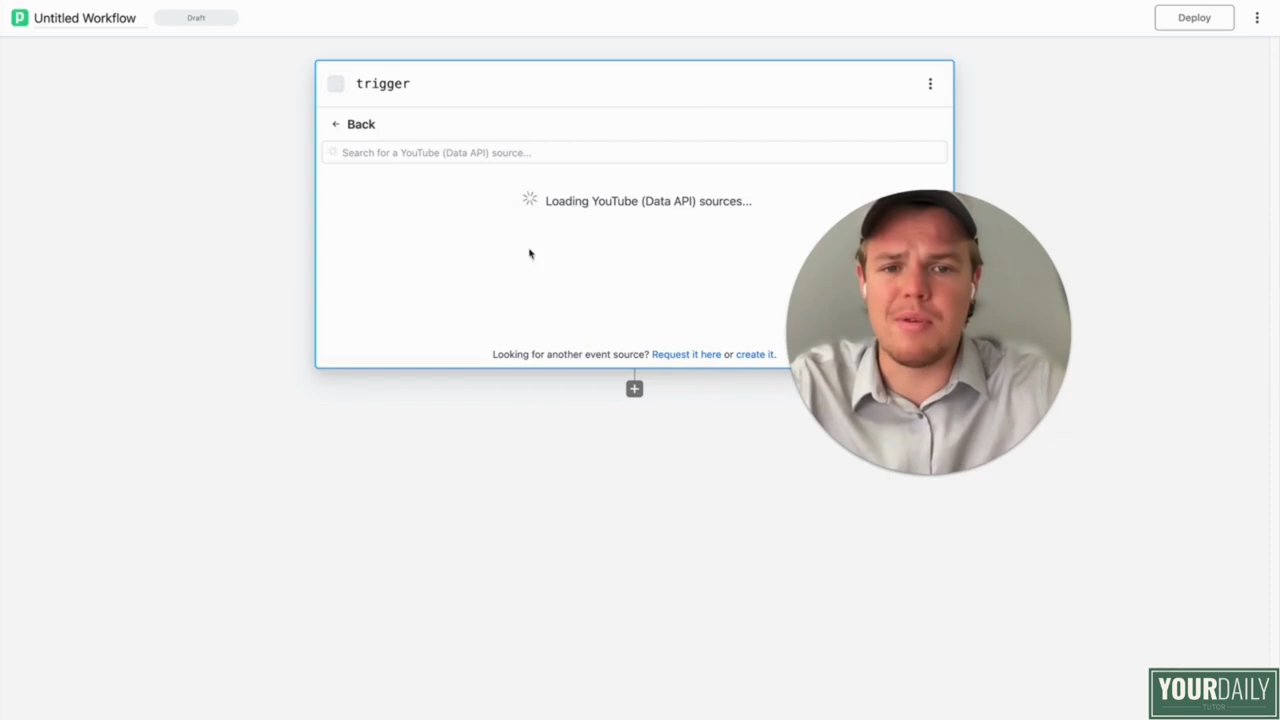 Untitled Workflow
Draft
Deploy
trigger
Back
Search for a YouTube (Data API) source...
Loading YouTube (Data API) sources...
Looking for another event source? Request it here or create it.
YOURDAILY
TUTOR